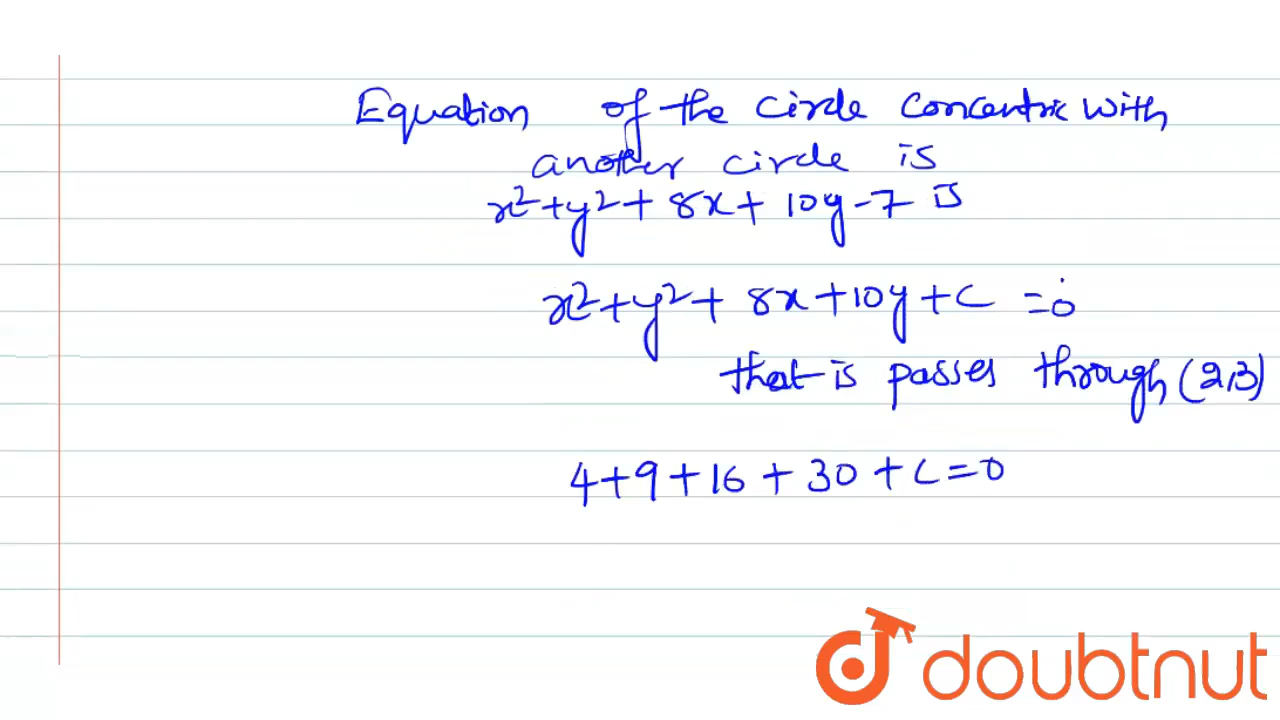 Equation of the circle concentric with
another circle is
x²+y²+8x+10y-7 is
x²+y²+8x+10y+c =0
that is passes through (2,3)
4+9+16+30+c=0
doubtnut